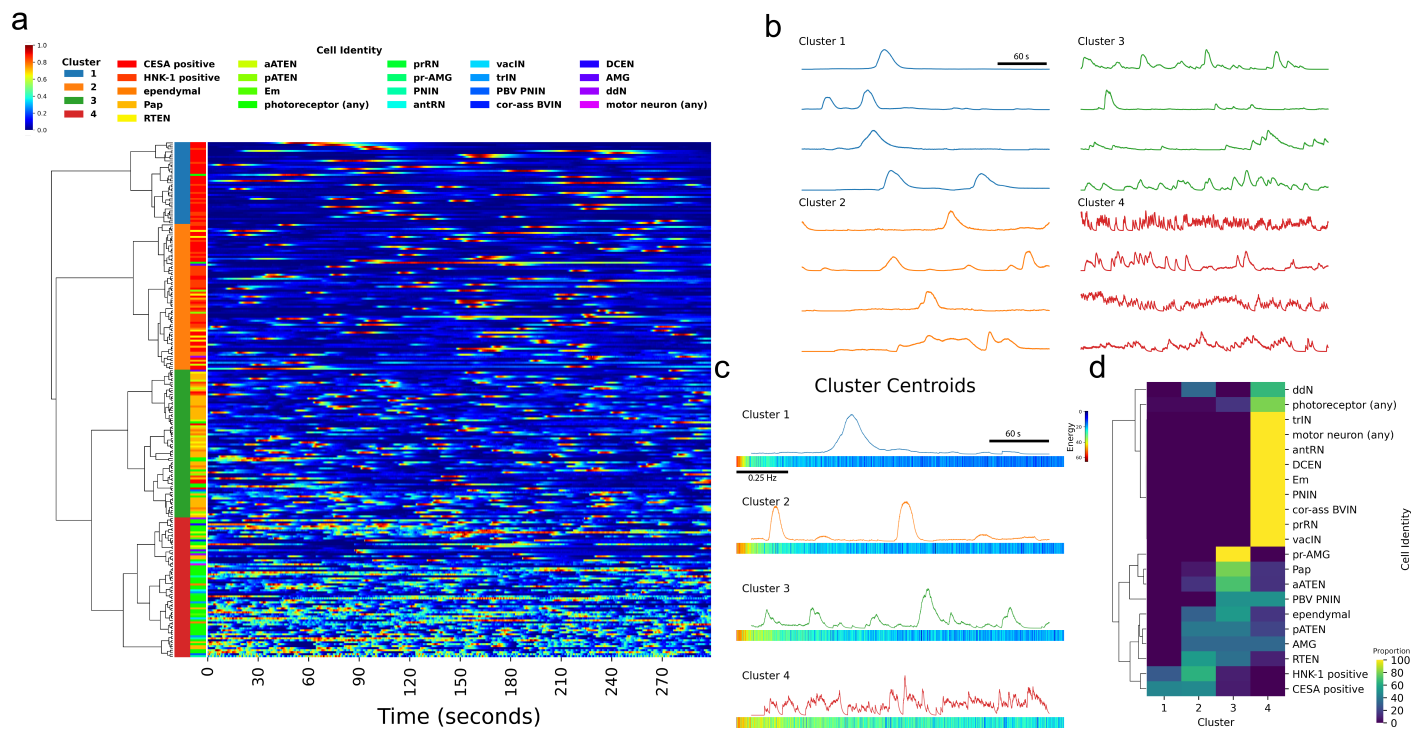 a
Cell Identity
1.0
0.8
0.6
0.4
0.2
0.0
Cluster
1
2
3
4
CESA positive
HNK-1 positive
ependymal
Pap
RTEN
aATEN
pATEN
Em
photoreceptor (any)
prRN
pr-AMG
PNIN
antRN
vacIN
trIN
PBV PNIN
cor-ass BVIN
DCEN
AMG
ddN
motor neuron (any)
0 30 60 90 120 150 180 210 240 270
Time (seconds)
b
Cluster 1
60 s
Cluster 2
Cluster 3
Cluster 4
c
Cluster Centroids
Cluster 1
60 s
0.25 Hz
Energy
0
20
40
60
Cluster 2
Cluster 3
Cluster 4
d
ddN
photoreceptor (any)
trIN
motor neuron (any)
antRN
DCEN
Em
PNIN
cor-ass BVIN
prRN
vacIN
pr-AMG
Pap
aATEN
PBV PNIN
ependymal
pATEN
AMG
RTEN
HNK-1 positive
CESA positive
1 2 3 4
Cluster
Cell Identity
Proportion
100
80
60
40
20
0